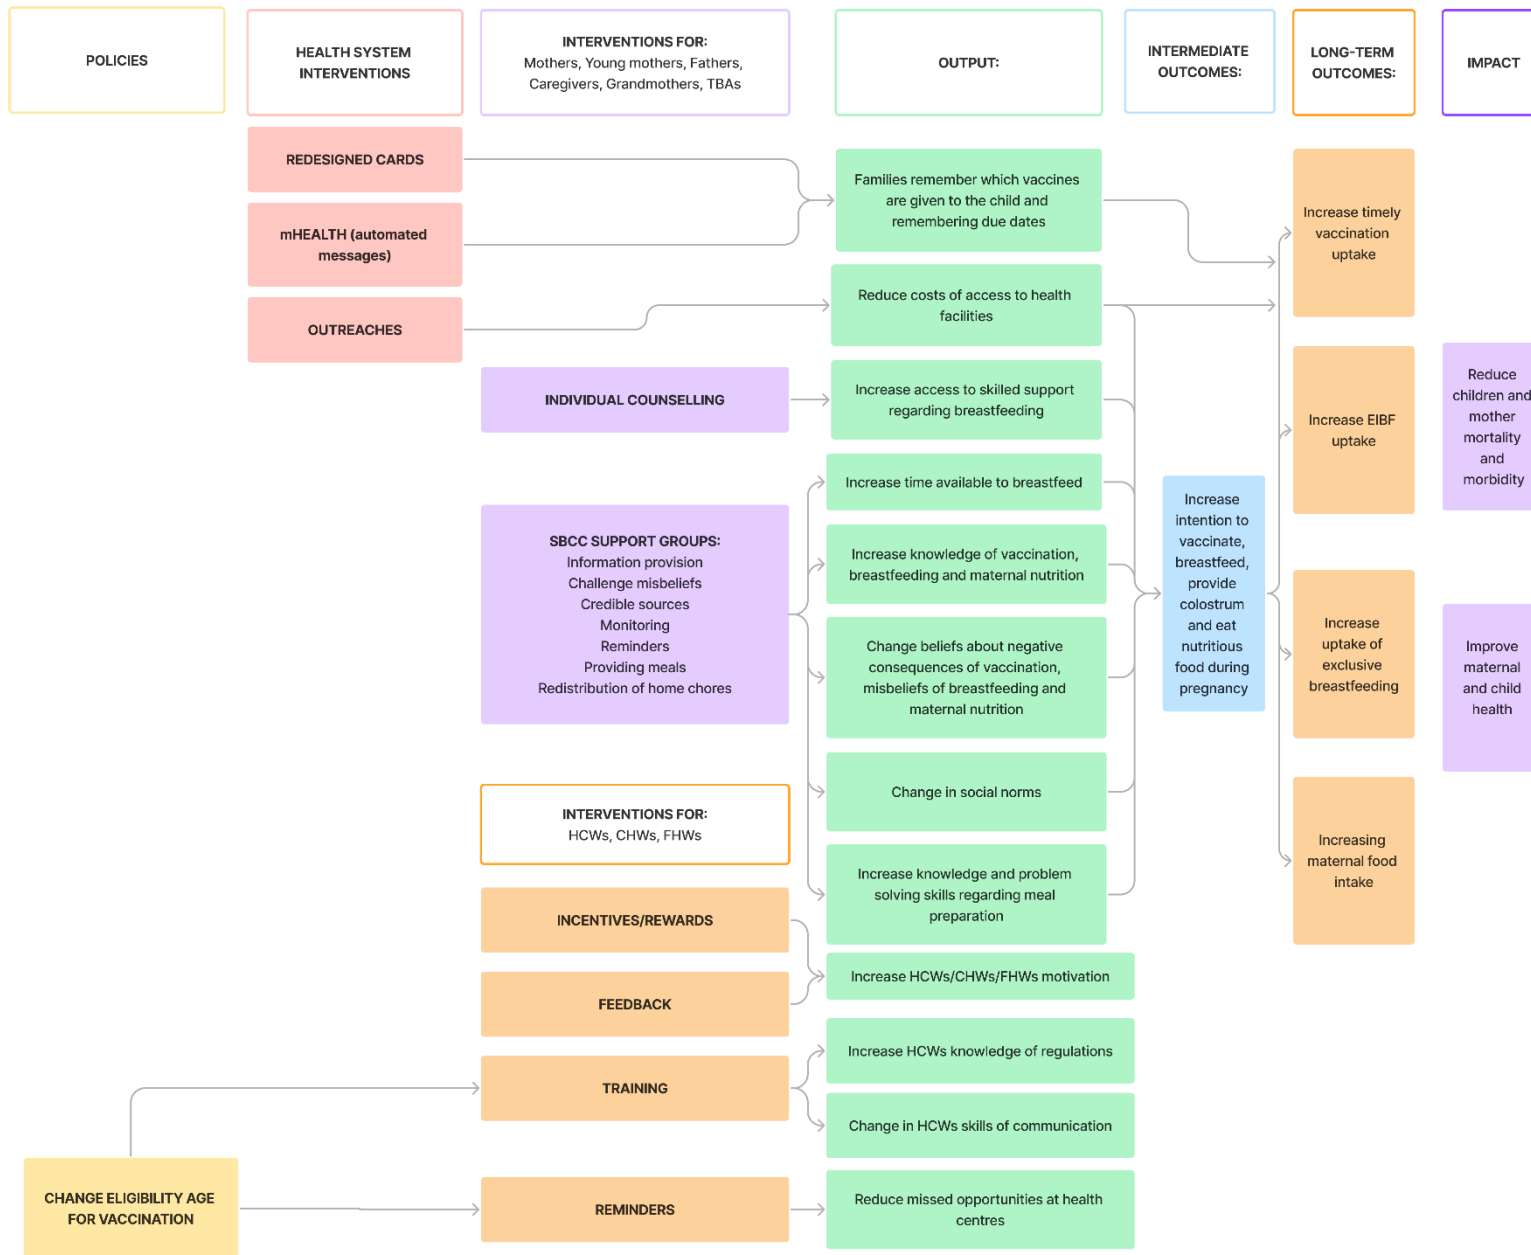 POLICIES
HEALTH SYSTEM
INTERVENTIONS
INTERVENTIONS FOR:
Mothers, Young mothers, Fathers,
Caregivers, Grandmothers, TBAs
OUTPUT:
INTERMEDIATE
OUTCOMES:
LONG-TERM
OUTCOMES:
IMPACT
REDESIGNED CARDS
mHEALTH (automated
messages)
OUTREACHES
INDIVIDUAL COUNSELLING
SBCC SUPPORT GROUPS:
Information provision
Challenge misbeliefs
Credible sources
Monitoring
Reminders
Providing meals
Redistribution of home chores
INTERVENTIONS FOR:
HCWs, CHWs, FHWs
INCENTIVES/REWARDS
FEEDBACK
TRAINING
REMINDERS
CHANGE ELIGIBILITY AGE
FOR VACCINATION
Families remember which vaccines
are given to the child and
remembering due dates
Reduce costs of access to health
facilities
Increase access to skilled support
regarding breastfeeding
Increase time available to breastfeed
Increase knowledge of vaccination,
breastfeeding and maternal nutrition
Change beliefs about negative
consequences of vaccination,
misbeliefs of breastfeeding and
maternal nutrition
Change in social norms
Increase knowledge and problem
solving skills regarding meal
preparation
Increase HCWs/CHWs/FHWs motivation
Increase HCWs knowledge of regulations
Change in HCWs skills of communication
Reduce missed opportunities at health
centres
Increase
intention to
vaccinate,
breastfeed,
provide
colostrum
and eat
nutritious
food during
pregnancy
Increase timely
vaccination
uptake
Increase EIBF
uptake
Increase
uptake of
exclusive
breastfeeding
Increasing
maternal food
intake
Reduce
children and
mother
mortality
and
morbidity
Improve
maternal
and child
health